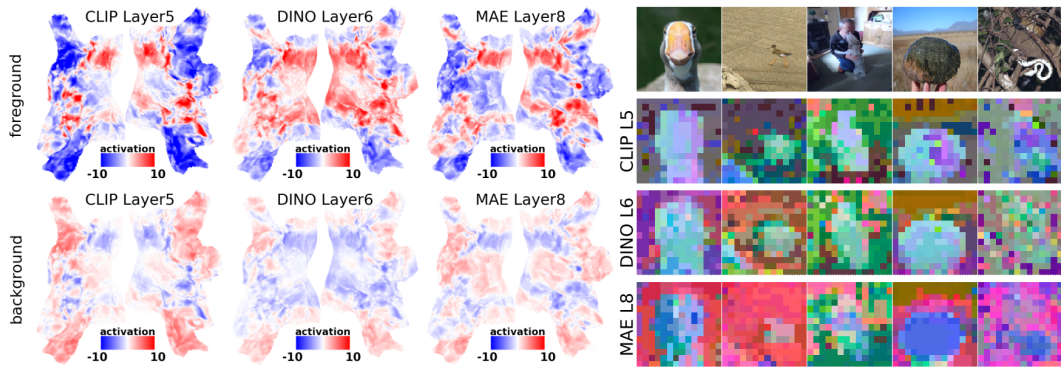 CLIP Layer5
DINO Layer6
MAE Layer8
foreground
activation
-10 10
activation
-10 10
activation
-10 10
CLIP Layer5
DINO Layer6
MAE Layer8
background
activation
-10 10
activation
-10 10
activation
-10 10
CLIP L5
DINO L6
MAE L8